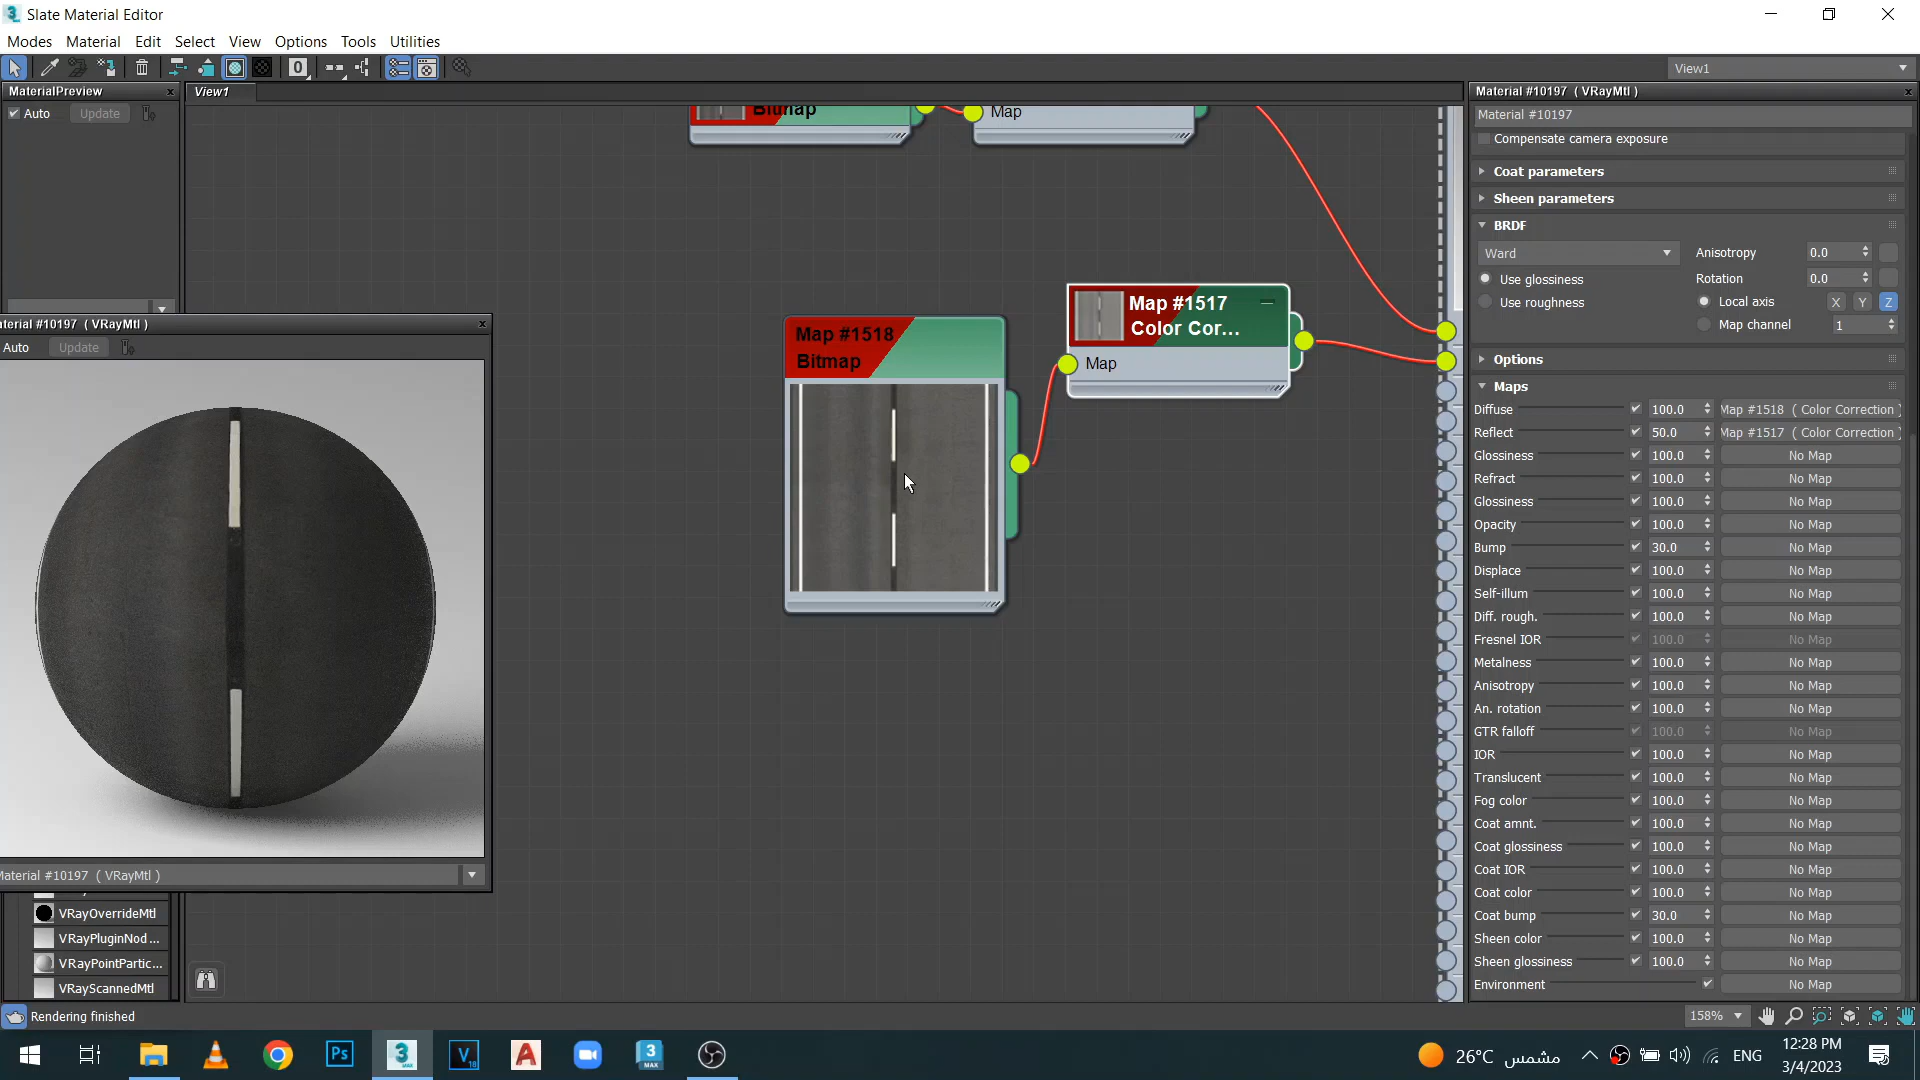 Slate Material Editor
Modes Material Edit Select View Options Tools Utilities
0
View1
MaterialPreview x
View1
Material #10197 ( VRayMtl ) x
Auto Update
Bitmap
Map
Material #10197
Compensate camera exposure
Coat parameters
Sheen parameters
BRDF
Ward Anisotropy 0.0
Use glossiness Rotation 0.0
Use roughness Local axis X Y Z
Map channel 1
Options
Maps
Diffuse 100.0 Map #1518 ( Color Correction )
Reflect 50.0 Map #1517 ( Color Correction )
Glossiness 100.0 No Map
Refract 100.0 No Map
Glossiness 100.0 No Map
Opacity 100.0 No Map
Bump 30.0 No Map
Displace 100.0 No Map
Self-illum 100.0 No Map
Diff. rough. 100.0 No Map
Fresnel IOR 100.0 No Map
Metalness 100.0 No Map
Anisotropy 100.0 No Map
An. rotation 100.0 No Map
GTR falloff 100.0 No Map
IOR 100.0 No Map
Translucent 100.0 No Map
Fog color 100.0 No Map
Coat amnt. 100.0 No Map
Coat glossiness 100.0 No Map
Coat IOR 100.0 No Map
Coat color 100.0 No Map
Coat bump 30.0 No Map
Sheen color 100.0 No Map
Sheen glossiness 100.0 No Map
Environment No Map
Map #1517
Color Cor...
Map
Map #1518
Bitmap
aterial #10197 ( VRayMtl ) x
Auto Update
Material #10197 ( VRayMtl )
VRayOverrideMtl
VRayPluginNod ...
VRayPointPartic...
VRayScannedMtl
Rendering finished
158%
Ps 3 V A 3 MAX
26°C مشمس ENG
12:28 PM
3/4/2023